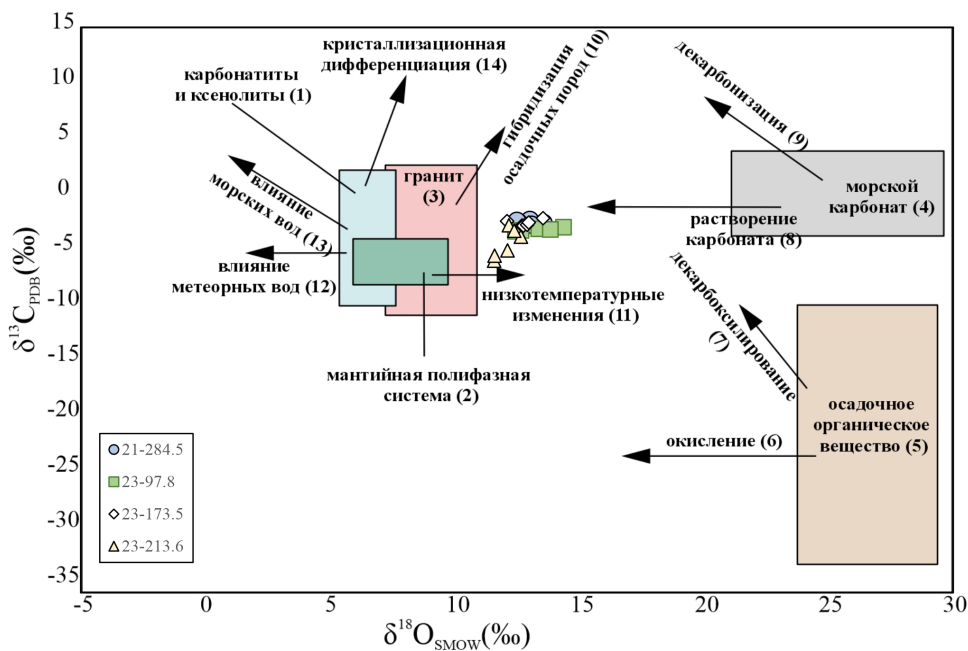 15
10
5
0
-5
-10
-15
-20
-25
-30
-35
δ¹³C_PDB(‰)
кристаллизационная
дифференциация (14)
карбонатиты
и ксенолиты (1)
гибридизация
осадочных пород (10)
декарбонизация (9)
гранит
(3)
морской
карбонат (4)
влияние
морских вод (13)
растворение
карбоната (8)
влияние
метеорных вод (12)
низкотемпературные
изменения (11)
декарбоксилирование
(7)
мантийная полифазная
система (2)
осадочное
органическое
вещество (5)
окисление (6)
21-284.5
23-97.8
23-173.5
23-213.6
-5
0
5
10
15
20
25
30
δ¹⁸O_SMOW(‰)